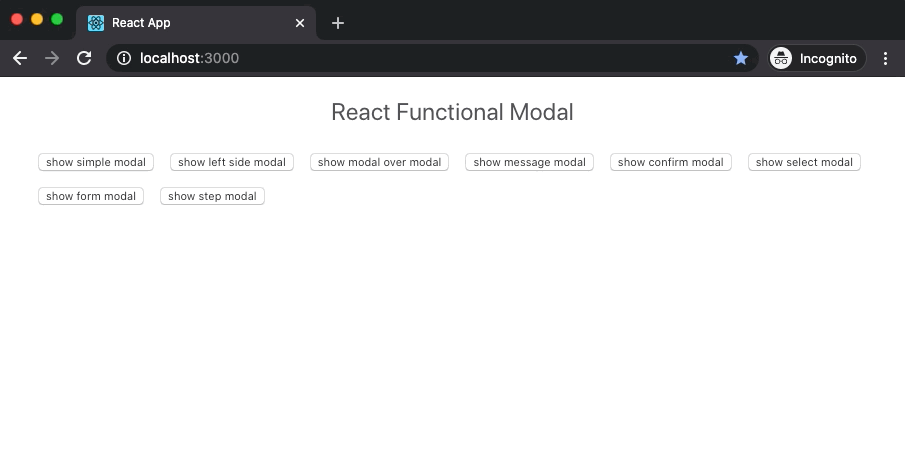 React App
localhost:3000
Incognito
React Functional Modal
show simple modal show left side modal show modal over modal show message modal show confirm modal show select modal
show form modal show step modal